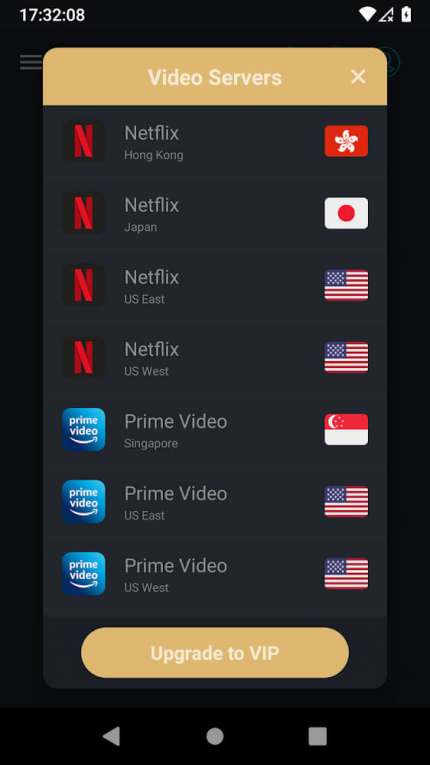 17:32:08
Video Servers
Netflix
Hong Kong
Netflix
Japan
Netflix
US East
Netflix
US West
prime
video
Prime Video
Singapore
prime
video
Prime Video
US East
prime
video
Prime Video
US West
Upgrade to VIP